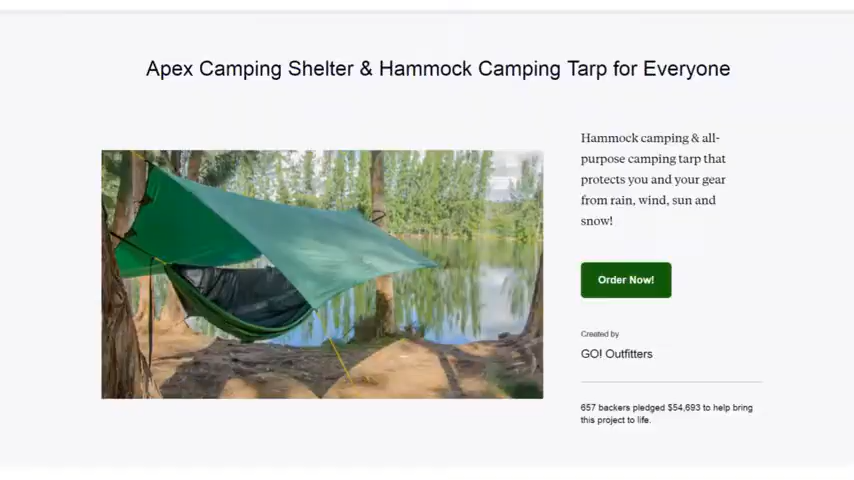 Apex Camping Shelter & Hammock Camping Tarp for Everyone
Hammock camping & all-
purpose camping tarp that
protects you and your gear
from rain, wind, sun and
snow!
Order Now!
Created by
GO! Outfitters
657 backers pledged $54,693 to help bring
this project to life.